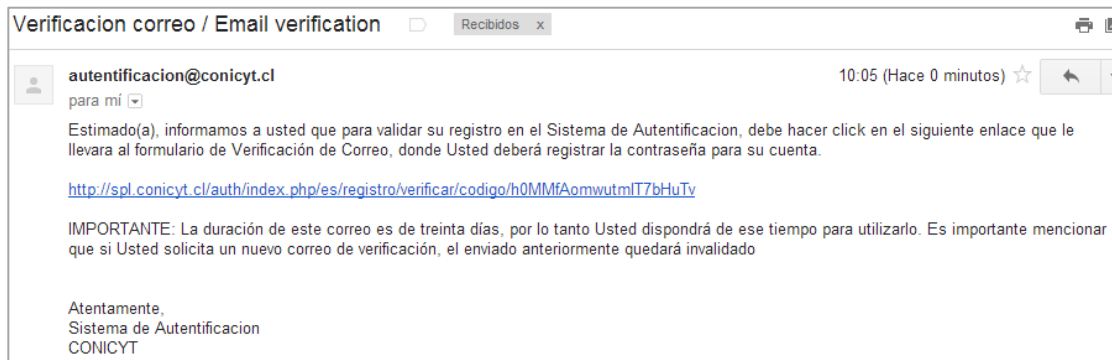 Verificacion correo / Email verification Recibidos x
autentificacion@conicyt.cl 10:05 (Hace 0 minutos)
para mí
Estimado(a), informamos a usted que para validar su registro en el Sistema de Autentificacion, debe hacer click en el siguiente enlace que le
llevara al formulario de Verificación de Correo, donde Usted deberá registrar la contraseña para su cuenta.
http://spl.conicyt.cl/auth/index.php/es/registro/verificar/codigo/h0MMfAomwutmIT7bHuTv
IMPORTANTE: La duración de este correo es de treinta días, por lo tanto Usted dispondrá de ese tiempo para utilizarlo. Es importante mencionar
que si Usted solicita un nuevo correo de verificación, el enviado anteriormente quedará invalidado
Atentamente,
Sistema de Autentificacion
CONICYT